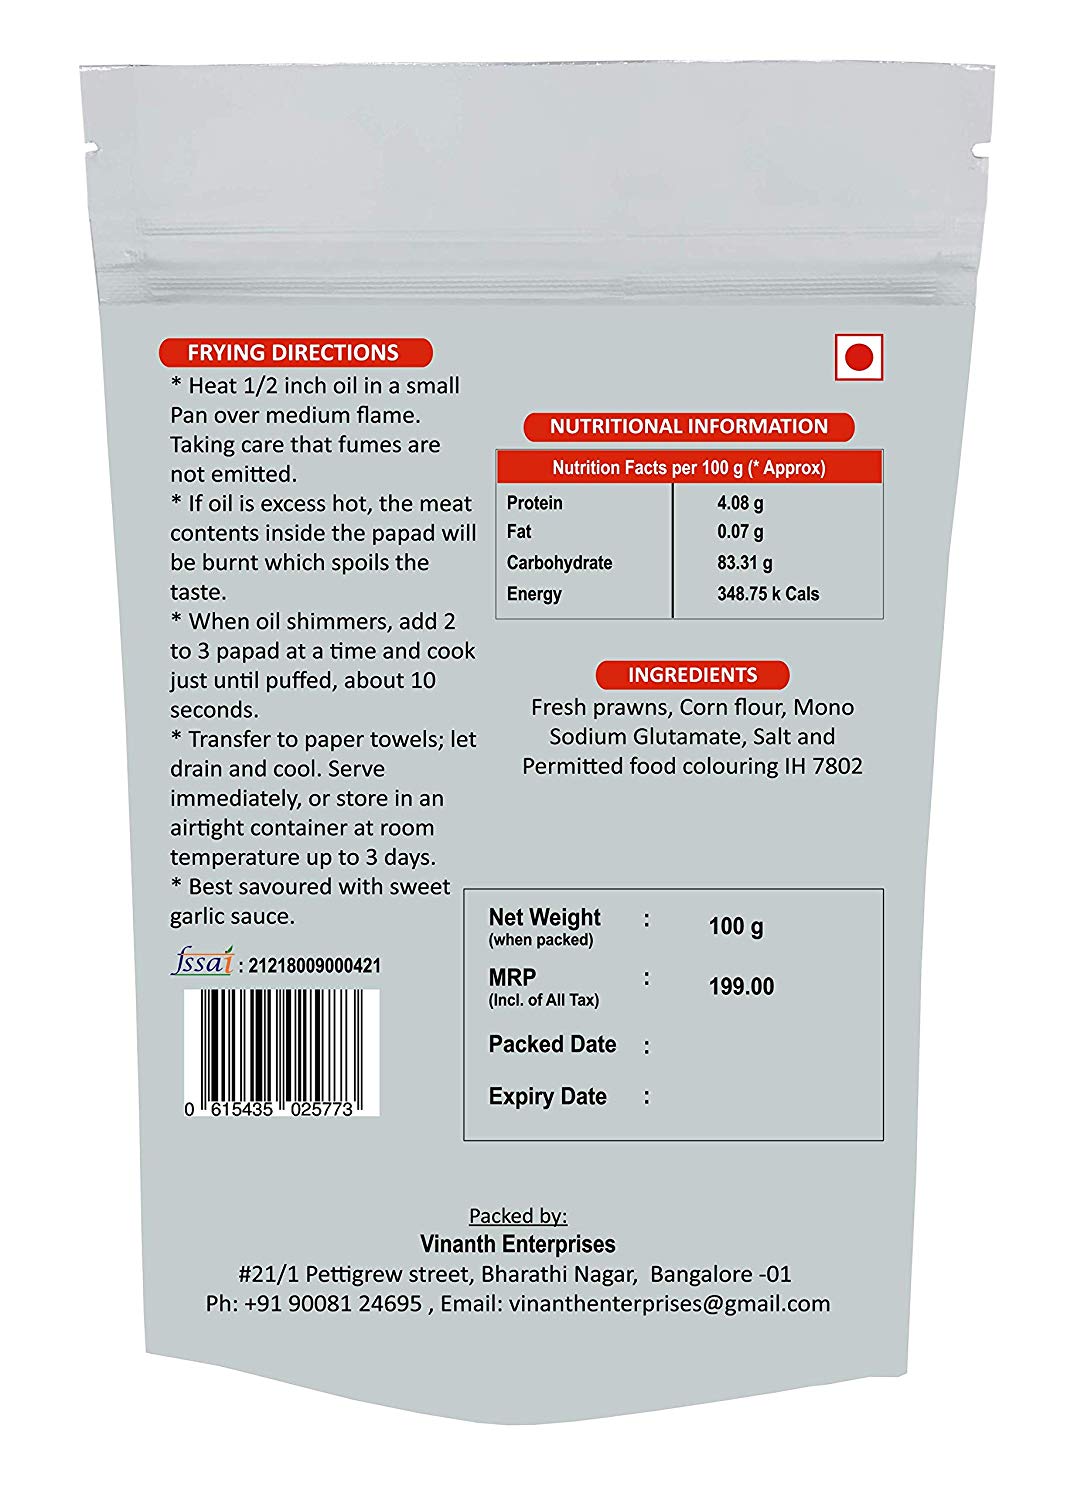 FRYING DIRECTIONS
* Heat 1/2 inch oil in a small
Pan over medium flame.
Taking care that fumes are
not emitted.
* If oil is excess hot, the meat
contents inside the papad will
be burnt which spoils the
taste.
* When oil shimmers, add 2
to 3 papad at a time and cook
just until puffed, about 10
seconds.
* Transfer to paper towels; let
drain and cool. Serve
immediately, or store in an
airtight container at room
temperature up to 3 days.
* Best savoured with sweet
garlic sauce.
fssai : 21218009000421
0 615435 025773
NUTRITIONAL INFORMATION
Nutrition Facts per 100 g (* Approx)
Protein 4.08 g
Fat 0.07 g
Carbohydrate 83.31 g
Energy 348.75 k Cals
INGREDIENTS
Fresh prawns, Corn flour, Mono
Sodium Glutamate, Salt and
Permitted food colouring IH 7802
Net Weight : 100 g
(when packed)
MRP : 199.00
(Incl. of All Tax)
Packed Date :
Expiry Date :
Packed by:
Vinanth Enterprises
#21/1 Pettigrew street, Bharathi Nagar, Bangalore -01
Ph: +91 90081 24695 , Email: vinanthenterprises@gmail.com